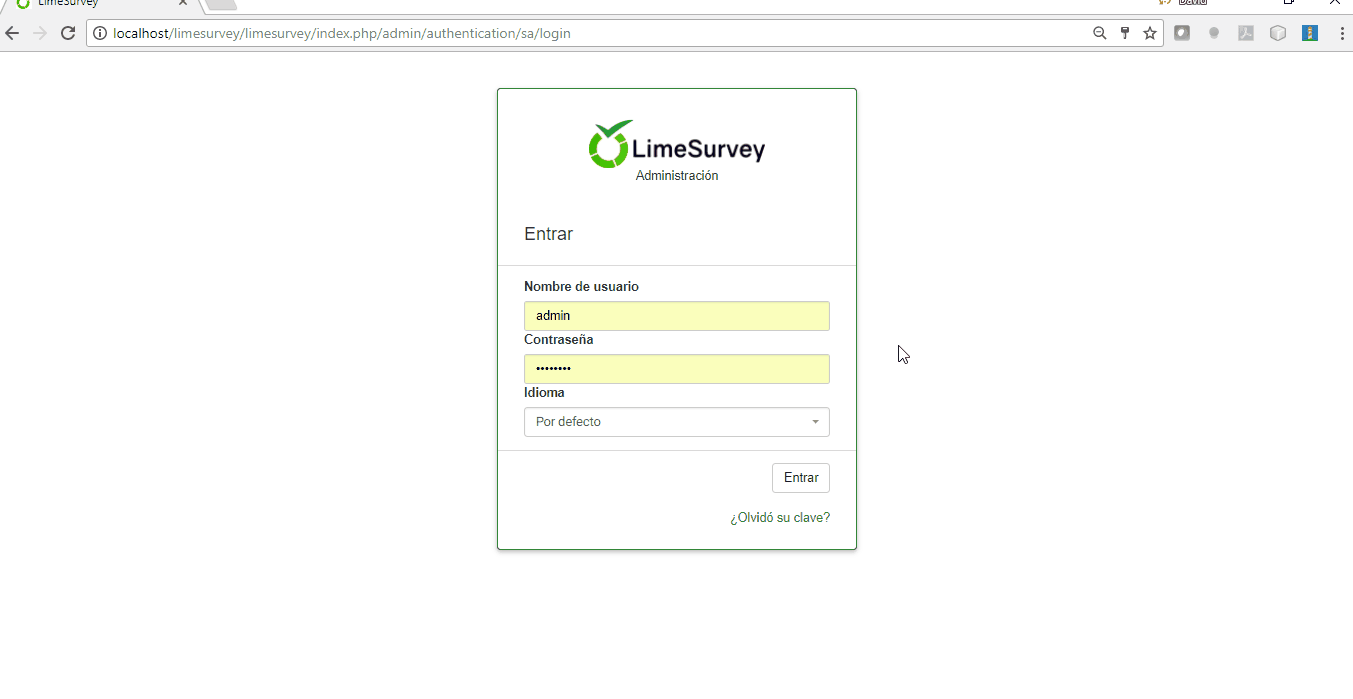 LimeSurvey
David
localhost/limesurvey/limesurvey/index.php/admin/authentication/sa/login
LimeSurvey
Administración
Entrar
Nombre de usuario
admin
Contraseña
••••••••
Idioma
Por defecto
Entrar
¿Olvidó su clave?